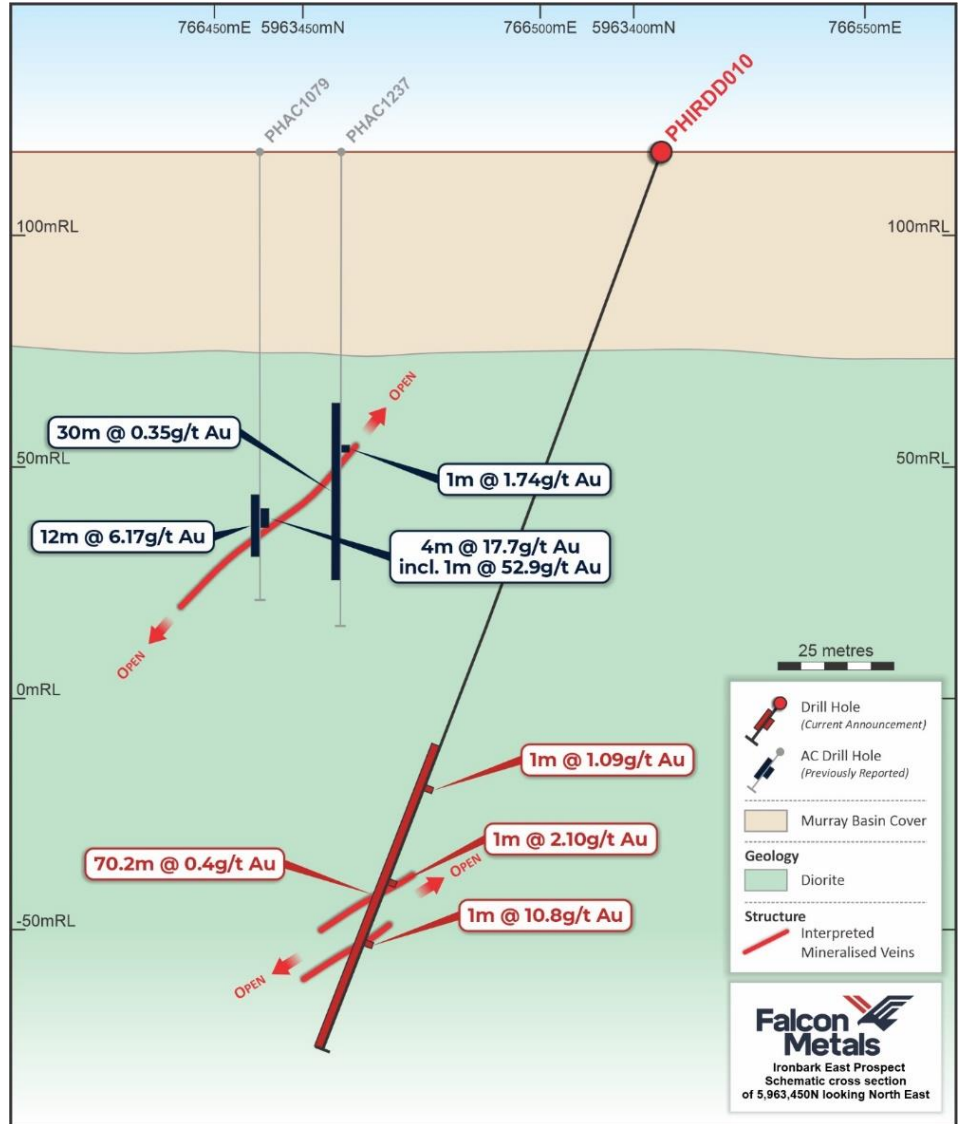 766450mE 5963450mN 766500mE 5963400mN 766550mE
PHAC1079
PHAC1237
PHIRDD010
100mRL 100mRL
OPEN
30m @ 0.35g/t Au
50mRL 50mRL
1m @ 1.74g/t Au
12m @ 6.17g/t Au
4m @ 17.7g/t Au
incl. 1m @ 52.9g/t Au
OPEN
25 metres
0mRL
Drill Hole
(Current Announcement)
AC Drill Hole
(Previously Reported)
Murray Basin Cover
Geology
Diorite
Structure
Interpreted
Mineralised Veins
1m @ 1.09g/t Au
1m @ 2.10g/t Au
70.2m @ 0.4g/t Au
OPEN
1m @ 10.8g/t Au
-50mRL
OPEN
Falcon
Metals
Ironbark East Prospect
Schematic cross section
of 5,963,450N looking North East